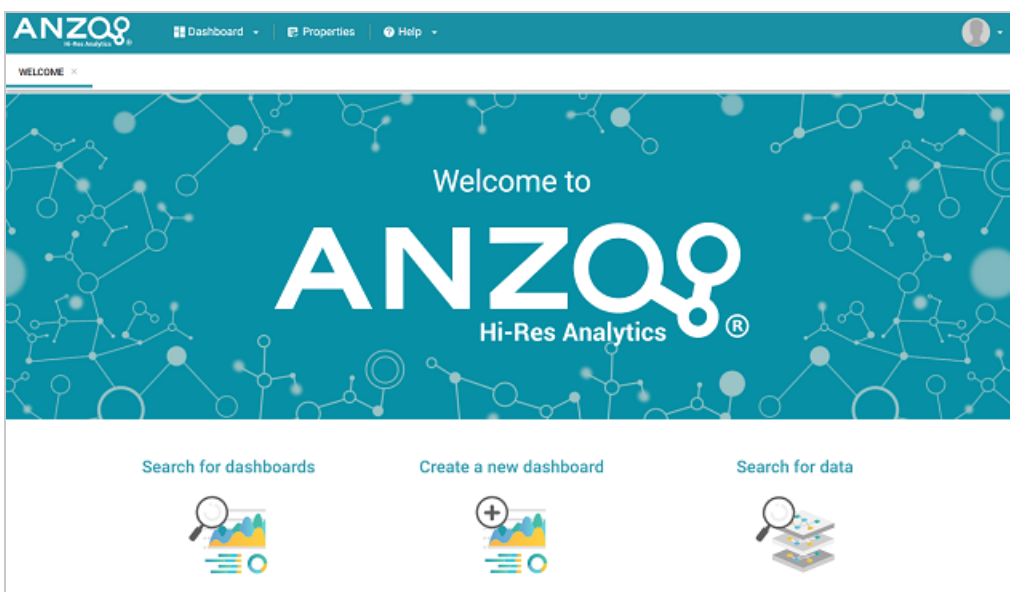 ANZO Dashboard Properties Help
Hi-Res Analytics ®
WELCOME ×
Welcome to
ANZO
Hi-Res Analytics ®
Search for dashboards Create a new dashboard Search for data